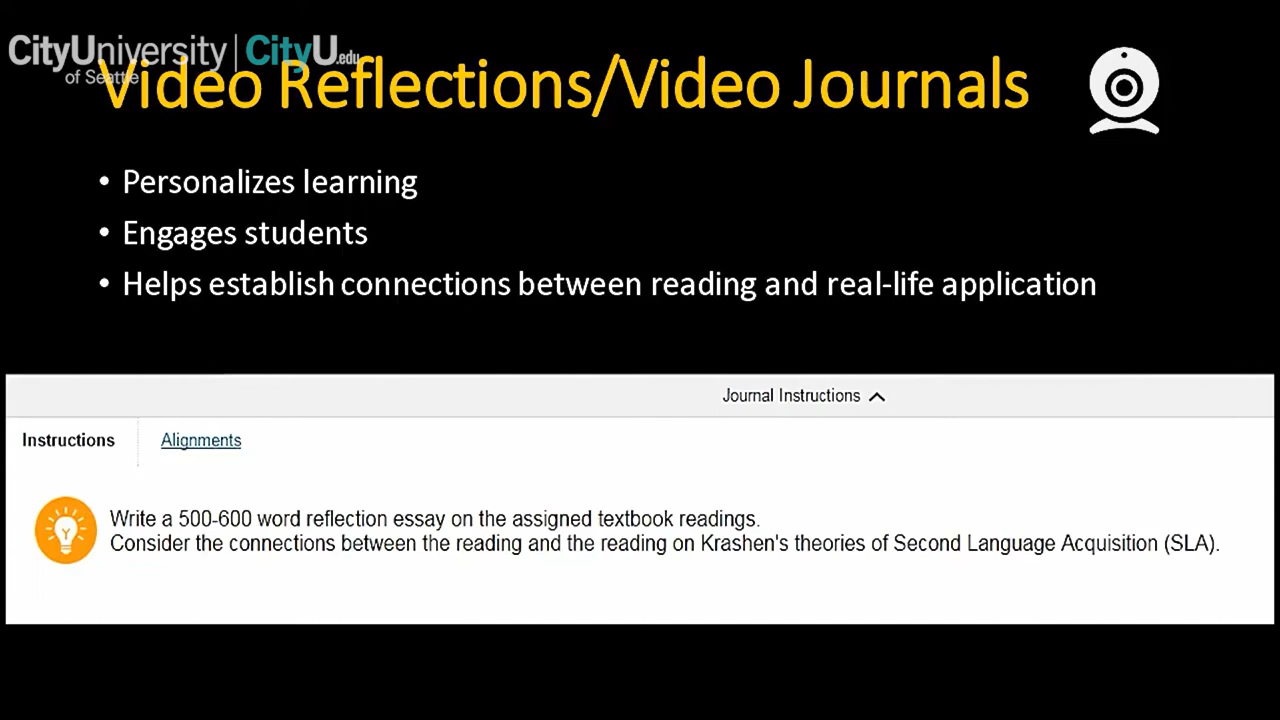 CityUniversity | CityU.edu
of Seattle
Video Reflections/Video Journals
• Personalizes learning
• Engages students
• Helps establish connections between reading and real-life application
Journal Instructions
Instructions Alignments
Write a 500-600 word reflection essay on the assigned textbook readings.
Consider the connections between the reading and the reading on Krashen's theories of Second Language Acquisition (SLA).